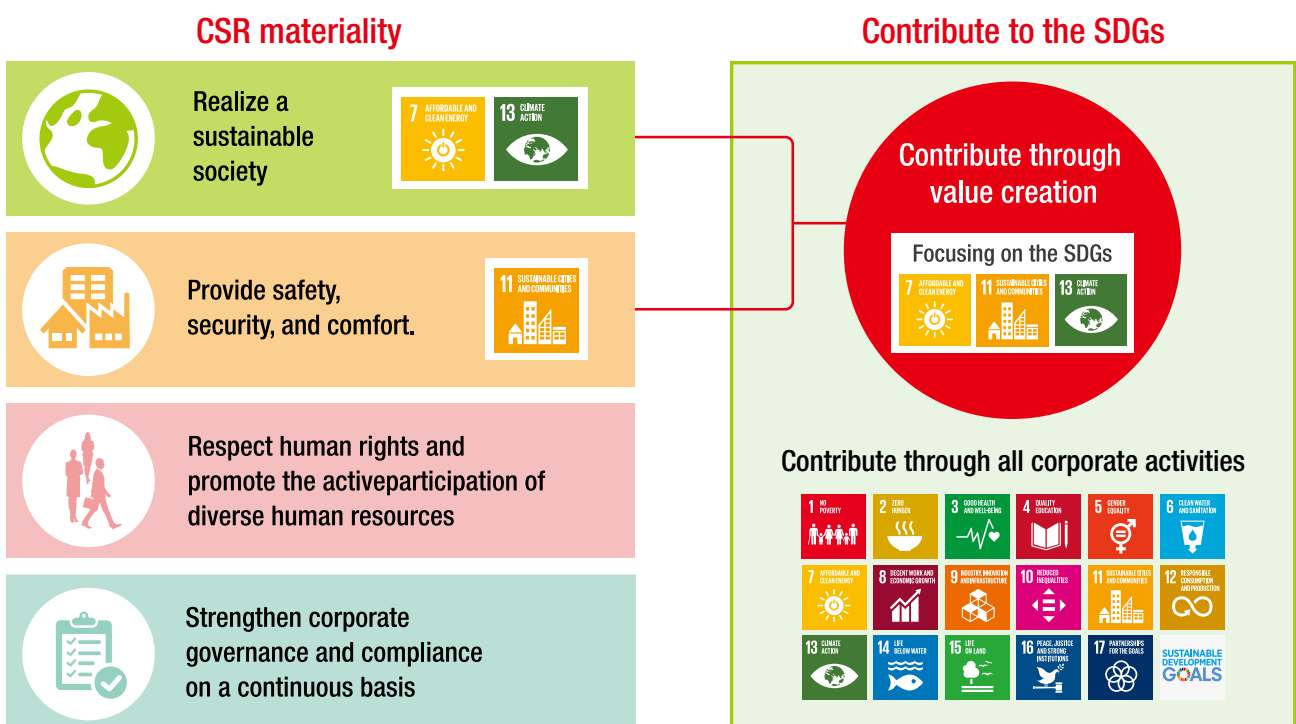 CSR materiality
Realize a
sustainable
society
7 AFFORDABLE AND
CLEAN ENERGY
13 CLIMATE
ACTION
Provide safety,
security, and comfort.
11 SUSTAINABLE CITIES
AND COMMUNITIES
Respect human rights and
promote the activeparticipation of
diverse human resources
Strengthen corporate
governance and compliance
on a continuous basis
Contribute to the SDGs
Contribute through
value creation
Focusing on the SDGs
7 AFFORDABLE AND
CLEAN ENERGY
11 SUSTAINABLE CITIES
AND COMMUNITIES
13 CLIMATE
ACTION
Contribute through all corporate activities
1 NO
POVERTY
2 ZERO
HUNGER
3 GOOD HEALTH
AND WELL-BEING
4 QUALITY
EDUCATION
5 GENDER
EQUALITY
6 CLEAN WATER
AND SANITATION
7 AFFORDABLE AND
CLEAN ENERGY
8 DECENT WORK AND
ECONOMIC GROWTH
9 INDUSTRY, INNOVATION
AND INFRASTRUCTURE
10 REDUCED
INEQUALITIES
11 SUSTAINABLE CITIES
AND COMMUNITIES
12 RESPONSIBLE
CONSUMPTION
AND PRODUCTION
13 CLIMATE
ACTION
14 LIFE
BELOW WATER
15 LIFE
ON LAND
16 PEACE, JUSTICE
AND STRONG
INSTITUTIONS
17 PARTNERSHIPS
FOR THE GOALS
SUSTAINABLE
DEVELOPMENT
GOALS